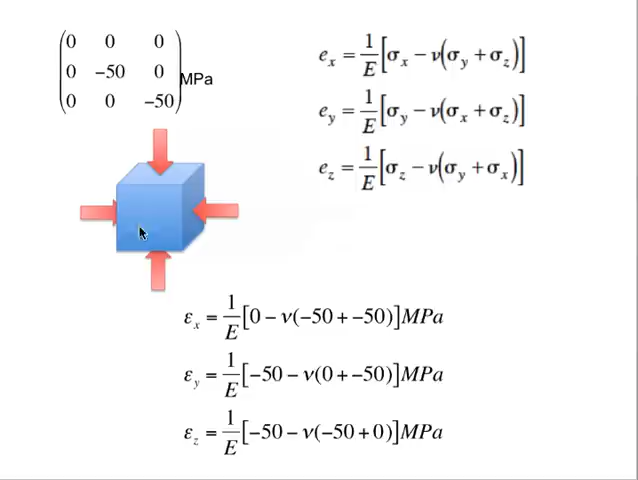 0 0 0
0 −50 0
0 0 −50
MPa
e_x = 1/E [σ_x − ν(σ_y + σ_z)]
e_y = 1/E [σ_y − ν(σ_x + σ_z)]
e_z = 1/E [σ_z − ν(σ_y + σ_x)]
ε_x = 1/E [0 − ν(−50 + −50)] MPa
ε_y = 1/E [−50 − ν(0 + −50)] MPa
ε_z = 1/E [−50 − ν(−50 + 0)] MPa